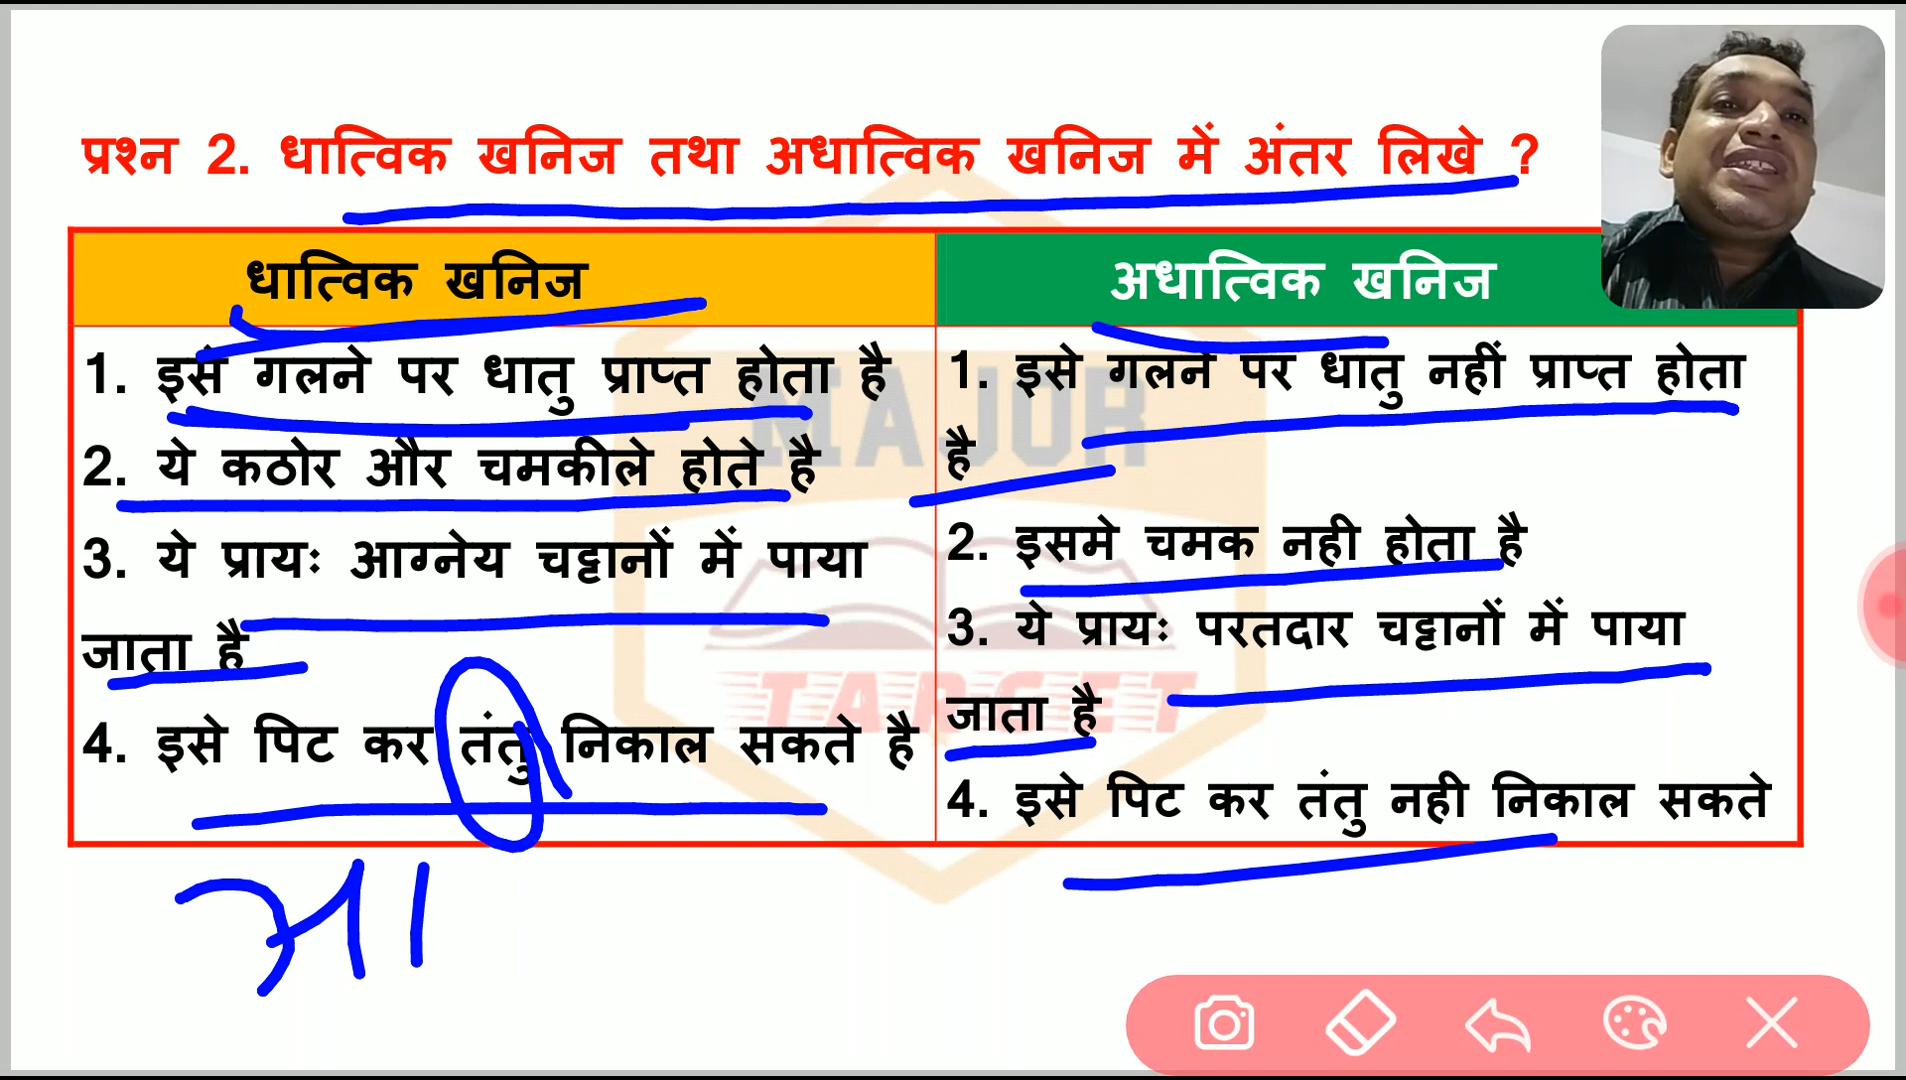 प्रश्न 2. धात्विक खनिज तथा अधात्विक खनिज में अंतर लिखे ?
धात्विक खनिज
1. इसे गलने पर धातु प्राप्त होता है
2. ये कठोर और चमकीले होते है
3. ये प्रायः आग्नेय चट्टानों में पाया
जाता है
4. इसे पिट कर तंतु निकाल सकते है
अधात्विक खनिज
1. इसे गलने पर धातु नहीं प्राप्त होता
है
2. इसमे चमक नही होता है
3. ये प्रायः परतदार चट्टानों में पाया
जाता है
4. इसे पिट कर तंतु नही निकाल सकते
MAJOR
TARGET